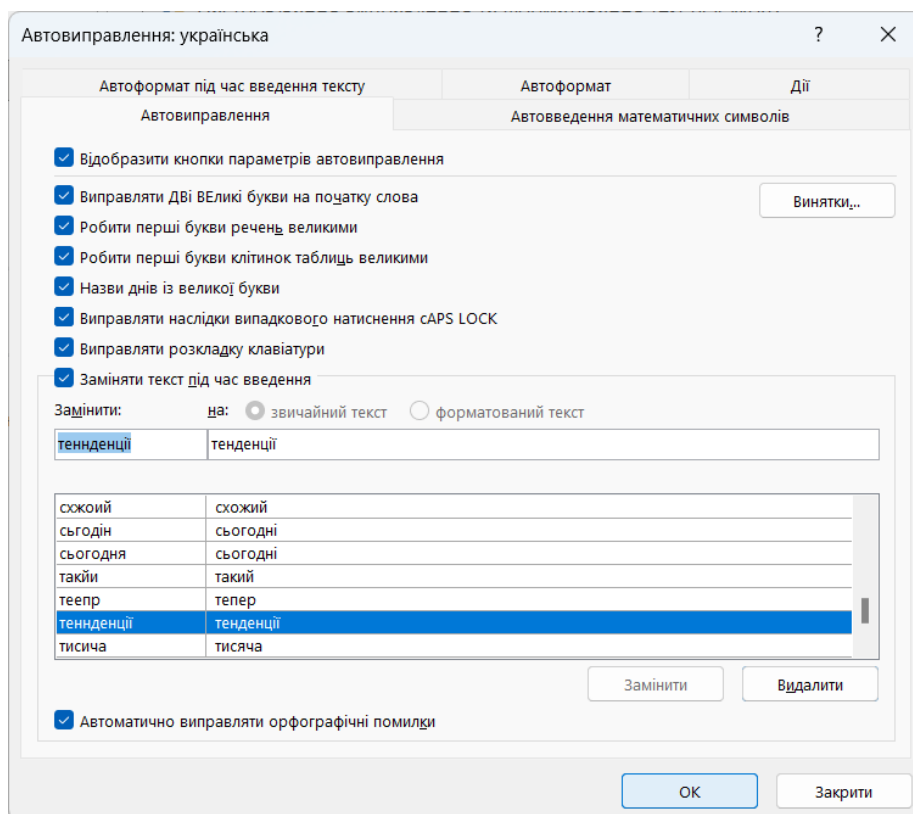 Автовиправлення: українська ? ✕
Автоформат під час введення тексту Автоформат Дії
Автовиправлення Автовведення математичних символів
Відобразити кнопки параметрів автовиправлення
Виправляти ДВі ВЕликі букви на початку слова Винятки...
Робити перші букви речень великими
Робити перші букви клітинок таблиць великими
Назви днів із великої букви
Виправляти наслідки випадкового натиснення cAPS LOCK
Виправляти розкладку клавіатури
Заміняти текст під час введення
Замінити: на: звичайний текст форматований текст
теннденції тенденції
схжоий схожий
сьгодін сьогодні
сьогодня сьогодні
такйи такий
теепр тепер
теннденції тенденції
тисича тисяча
Замінити Видалити
Автоматично виправляти орфографічні помилки
ОК Закрити